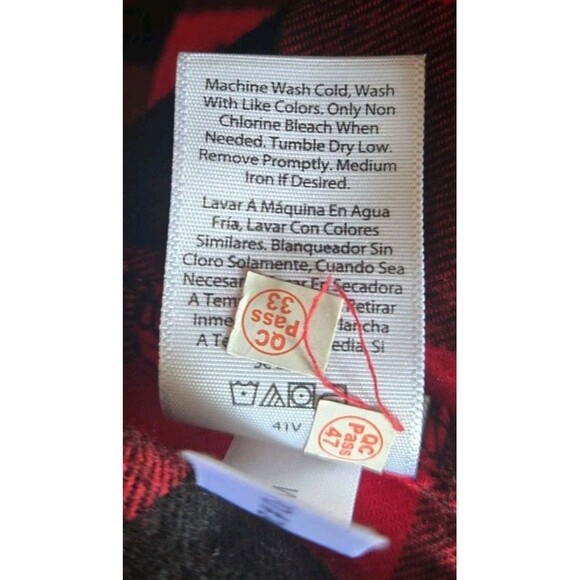 Machine Wash Cold, Wash
With Like Colors. Only Non
Chlorine Bleach When
Needed. Tumble Dry Low.
Remove Promptly. Medium
Iron If Desired.
Lavar A Máquina En Agua
Fría, Lavar Con Colores
Similares. Blanqueador Sin
Cloro Solamente, Cuando Sea
Secadora
A
QC
Pass
33
QC
Pass
47
41V